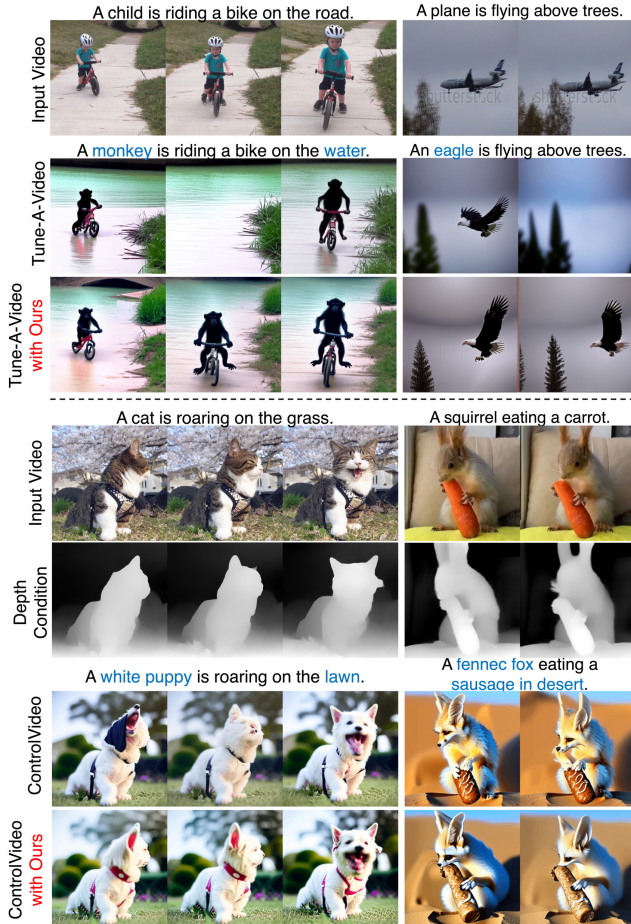 A child is riding a bike on the road.
A plane is flying above trees.
Input Video
shutterstock
shutterstock
A monkey is riding a bike on the water.
An eagle is flying above trees.
Tune-A-Video
Tune-A-Video
with Ours
A cat is roaring on the grass.
A squirrel eating a carrot.
Input Video
Depth
Condition
A white puppy is roaring on the lawn.
A fennec fox eating a
sausage in desert.
ControlVideo
ControlVideo
with Ours